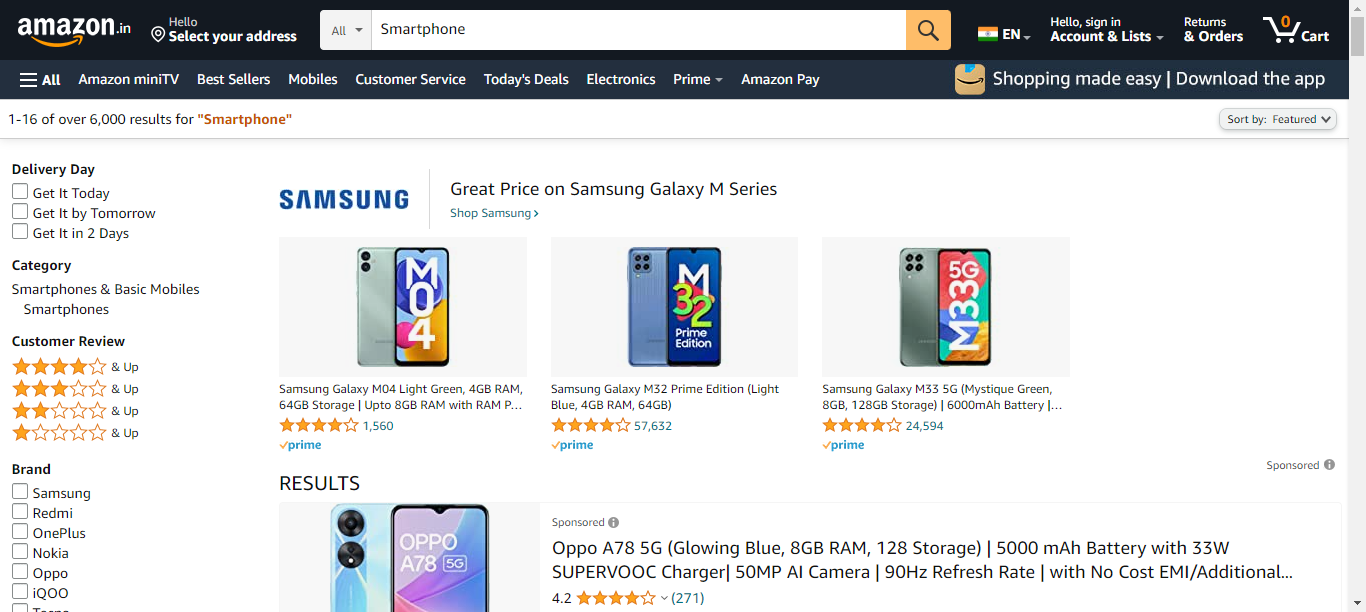 amazon.in
Hello
Select your address
All
Smartphone
EN
Hello, sign in
Account & Lists
Returns
& Orders
0
Cart
All
Amazon miniTV
Best Sellers
Mobiles
Customer Service
Today's Deals
Electronics
Prime
Amazon Pay
Shopping made easy | Download the app
1-16 of over 6,000 results for "Smartphone"
Sort by: Featured
Delivery Day
Get It Today
Get It by Tomorrow
Get It in 2 Days
Category
Smartphones & Basic Mobiles
Smartphones
Customer Review
& Up
& Up
& Up
& Up
Brand
Samsung
Redmi
OnePlus
Nokia
Oppo
iQOO
SAMSUNG
Great Price on Samsung Galaxy M Series
Shop Samsung
M04
Samsung Galaxy M04 Light Green, 4GB RAM,
64GB Storage | Upto 8GB RAM with RAM P...
1,560
prime
M32
Prime
Edition
Samsung Galaxy M32 Prime Edition (Light
Blue, 4GB RAM, 64GB)
57,632
prime
5G
M33
Samsung Galaxy M33 5G (Mystique Green,
8GB, 128GB Storage) | 6000mAh Battery |...
24,594
prime
Sponsored
RESULTS
OPPO
A78 5G
Sponsored
Oppo A78 5G (Glowing Blue, 8GB RAM, 128 Storage) | 5000 mAh Battery with 33W
SUPERVOOC Charger| 50MP AI Camera | 90Hz Refresh Rate | with No Cost EMI/Additional...
4.2
(271)